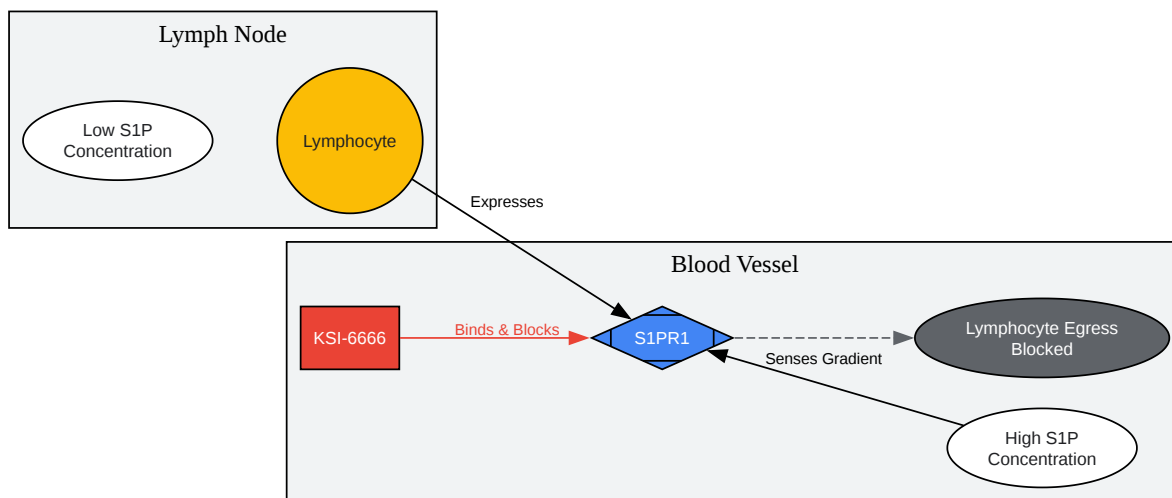 Lymph Node
Low S1P
Concentration
Lymphocyte
Expresses
Blood Vessel
KSI-6666
Binds & Blocks
S1PR1
Lymphocyte Egress
Blocked
Senses Gradient
High S1P
Concentration